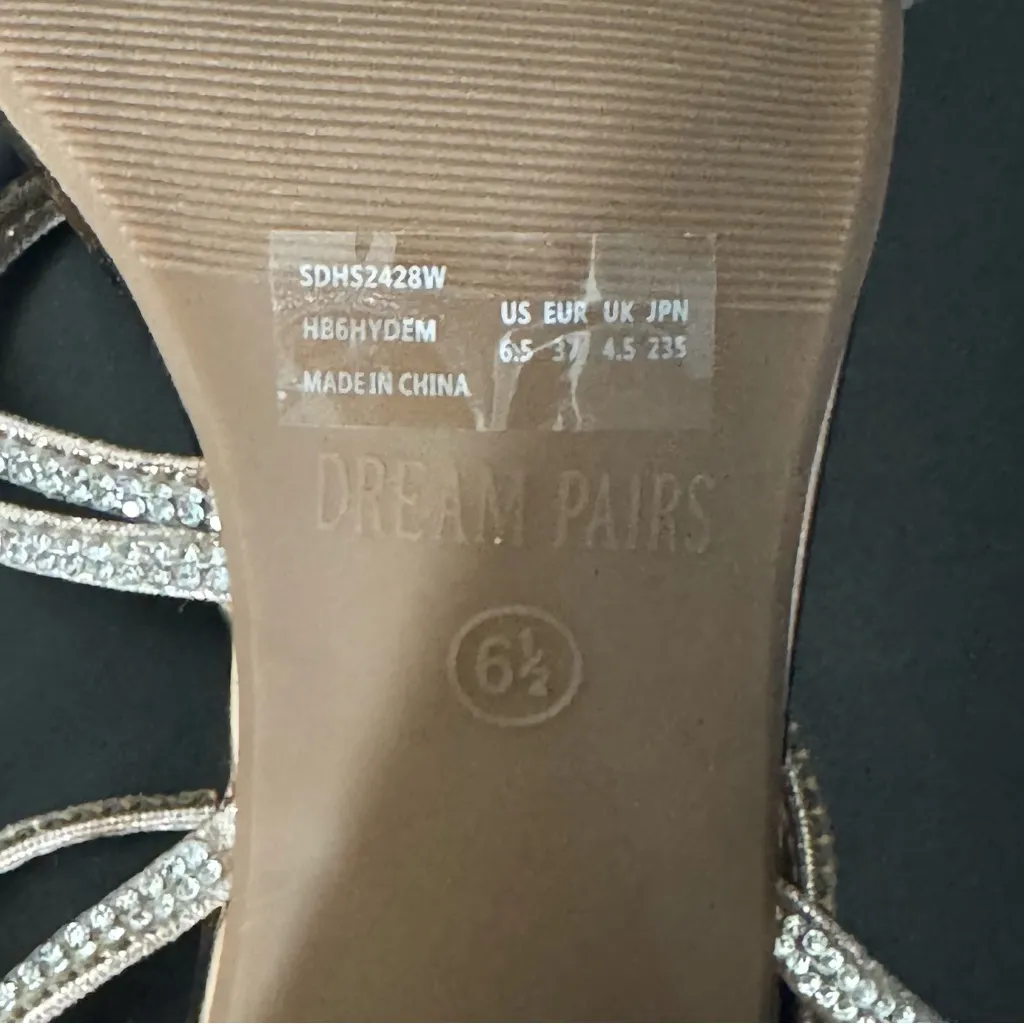 SDHS2428W
HB6HYDEM
MADE IN CHINA
US EUR UK JPN
6.5 37 4.5 235
DREAM PAIRS
6½